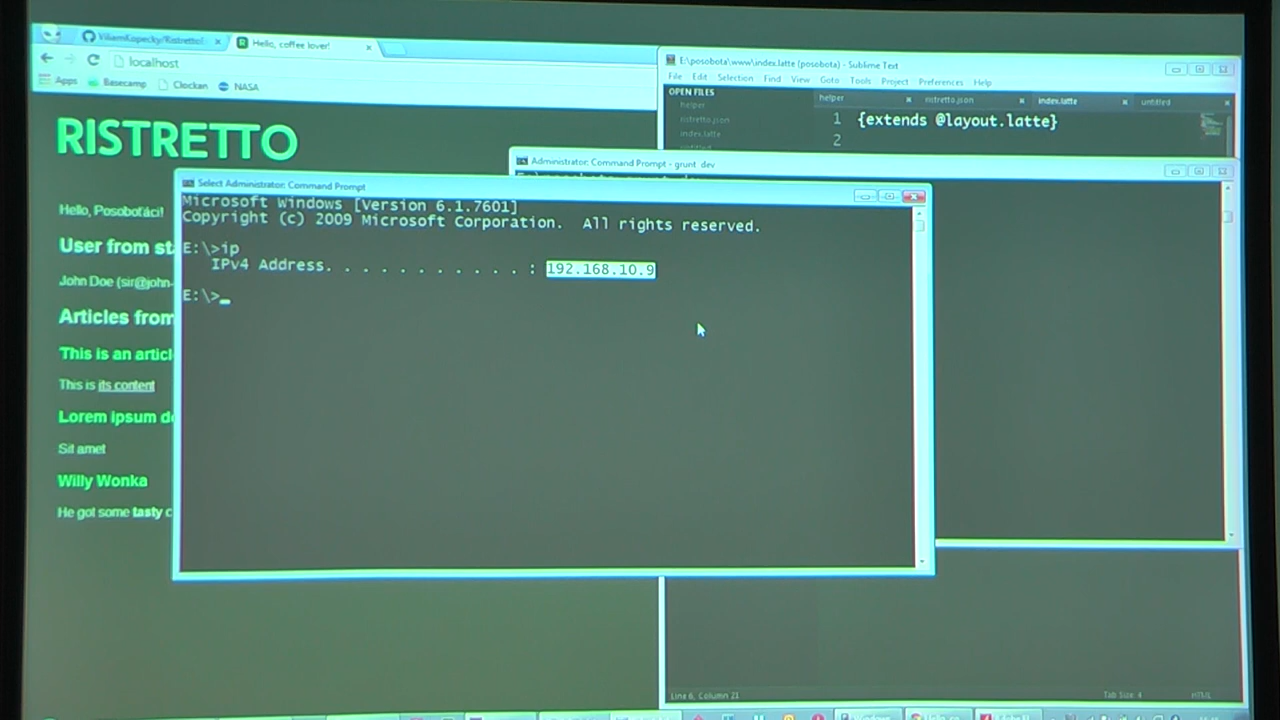 Hello, coffee lover!
localhost
Apps Basecamp Clockan NASA
RISTRETTO
Hello, Posoboťáci!
User from st
John Doe (sir@john-
Articles from
This is an articl
This is its content
Lorem ipsum d
Sit amet
Willy Wonka
He got some tasty c
E:\posobota\www\index.latte (posobota) - Sublime Text
File Edit Selection Find View Goto Tools Project Preferences Help
OPEN FILES
helper
ristretto.json
index.latte
helper ristretto.json index.latte untitled
1 {extends @layout.latte}
2
Administrator: Command Prompt - grunt dev
Select Administrator: Command Prompt
Microsoft Windows [Version 6.1.7601]
Copyright (c) 2009 Microsoft Corporation. All rights reserved.
E:\>ip
IPv4 Address. . . . . . . . . . . : 192.168.10.9
E:\>_
Line 6, Column 21
Tab Size: 4
HTML